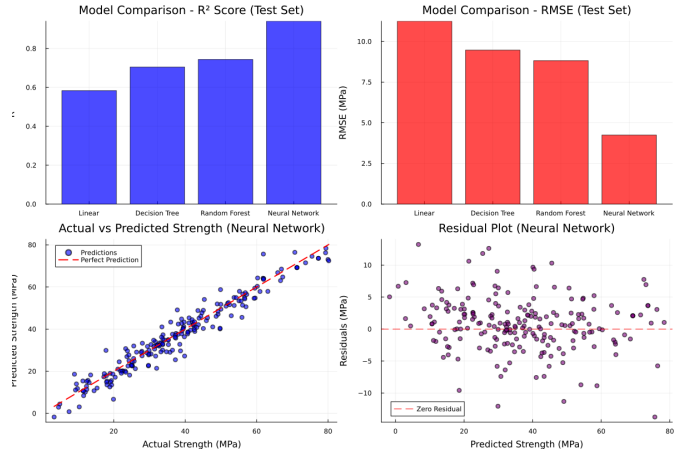 Model Comparison - R² Score (Test Set)
0.8
0.6
0.4
0.2
0.0
Linear
Decision Tree
Random Forest
Neural Network
Model Comparison - RMSE (Test Set)
RMSE (MPa)
10.0
7.5
5.0
2.5
0.0
Linear
Decision Tree
Random Forest
Neural Network
Actual vs Predicted Strength (Neural Network)
Predictions
Perfect Prediction
Predicted Strength (MPa)
80
60
40
20
0
20
40
60
80
Actual Strength (MPa)
Residual Plot (Neural Network)
Residuals (MPa)
10
5
0
−5
−10
Zero Residual
0
20
40
60
80
Predicted Strength (MPa)